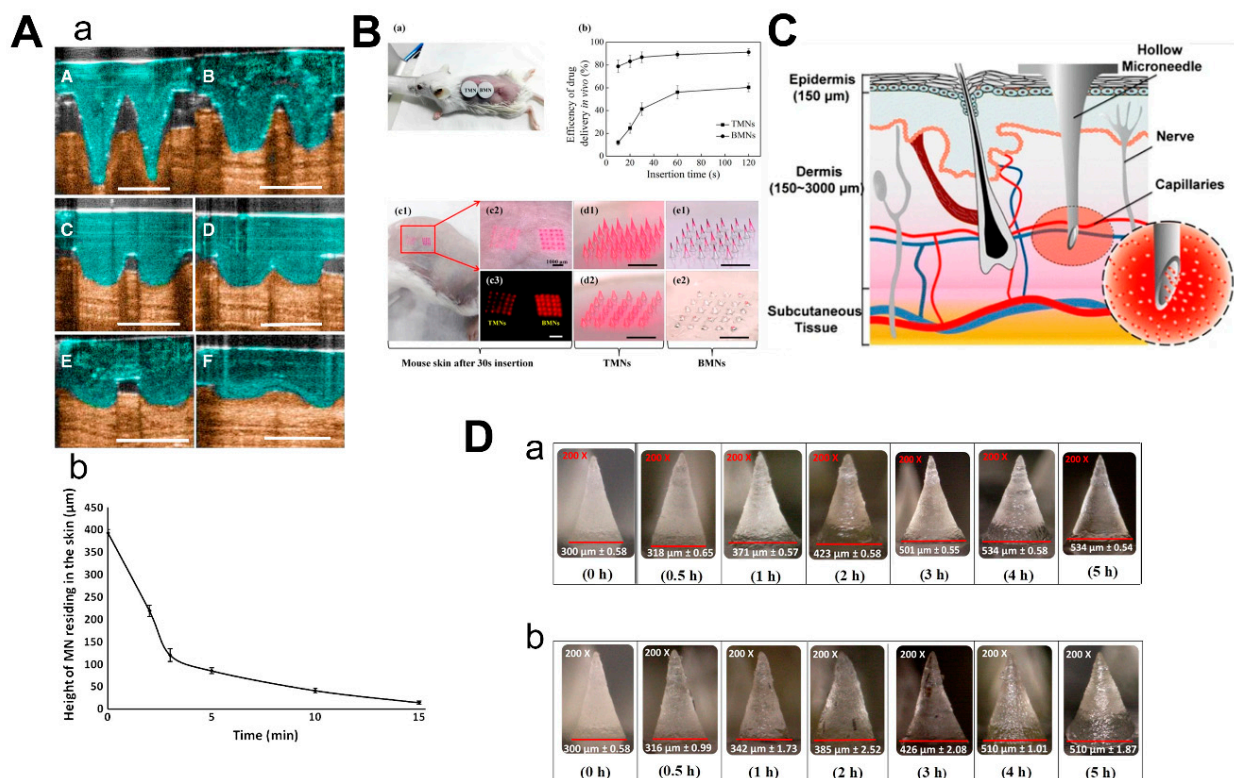 A
a
A
B
C
D
E
F
b
Height of MN residing in the skin (µm)
450
400
350
300
250
200
150
100
50
0
0
5
10
15
Time (min)
B
(a)
TMN
BMN
(b)
Efficency of drug
delivery in vivo (%)
100
80
60
40
20
0
TMNs
BMNs
0 20 40 60 80 100 120
Insertion time (s)
(c1)
(c2)
1000 µm
(c3)
TMNs
BMNs
(d1)
(d2)
(e1)
(e2)
Mouse skin after 30s insertion
TMNs
BMNs
C
Hollow
Microneedle
Epidermis
(150 µm)
Nerve
Dermis
(150~3000 µm)
Capillaries
Subcutaneous
Tissue
D
a
200 X
200 X
200 X
200 X
200 X
200 X
200 X
300 µm ± 0.58
318 µm ± 0.65
371 µm ± 0.57
423 µm ± 0.58
501 µm ± 0.55
534 µm ± 0.58
534 µm ± 0.54
(0 h)
(0.5 h)
(1 h)
(2 h)
(3 h)
(4 h)
(5 h)
b
200 X
200 X
200 X
200 X
200 X
200 X
200 X
300 µm ± 0.58
316 µm ± 0.99
342 µm ± 1.73
385 µm ± 2.52
426 µm ± 2.08
510 µm ± 1.01
510 µm ± 1.87
(0 h)
(0.5 h)
(1 h)
(2 h)
(3 h)
(4 h)
(5 h)